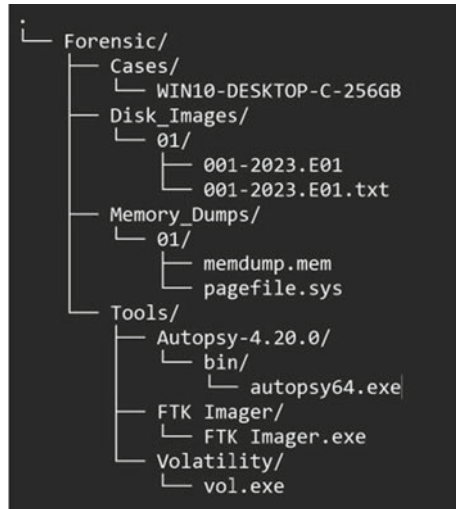 .
└── Forensic/
    ├── Cases/
    │   └── WIN10-DESKTOP-C-256GB
    ├── Disk_Images/
    │   └── 01/
    │       ├── 001-2023.E01
    │       └── 001-2023.E01.txt
    ├── Memory_Dumps/
    │   └── 01/
    │       ├── memdump.mem
    │       └── pagefile.sys
    └── Tools/
        ├── Autopsy-4.20.0/
        │   └── bin/
        │       └── autopsy64.exe
        ├── FTK Imager/
        │   └── FTK Imager.exe
        └── Volatility/
            └── vol.exe